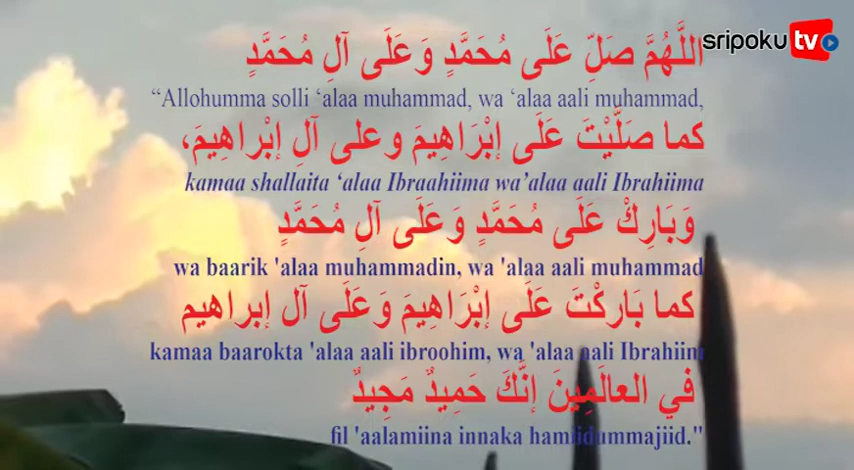 sripoku tv
اللَّهُمَّ صَلِّ عَلَى مُحَمَّدٍ وَعَلَى آلِ مُحَمَّدٍ
“Allohumma solli ‘alaa muhammad, wa ‘alaa aali muhammad,
كما صَلَّيْتَ عَلَى إبْرَاهِيمَ وعلى آلِ إبْراهِيمَ،
kamaa shallaita ‘alaa Ibraahiima wa’alaa aali Ibrahiima
وَبَارِكْ عَلَى مُحَمَّدٍ وَعَلَى آلِ مُحَمَّدٍ
wa baarik 'alaa muhammadin, wa 'alaa aali muhammad
كما بَاركْتَ عَلَى إبْرَاهِيمَ وَعَلَى آل إبراهيم
kamaa baarokta 'alaa aali ibroohim, wa 'alaa aali Ibrahiim
في العالَمِينَ إنَّكَ حَمِيدٌ مَجِيدٌ
fil 'aalamiina innaka hamiidummajiid."